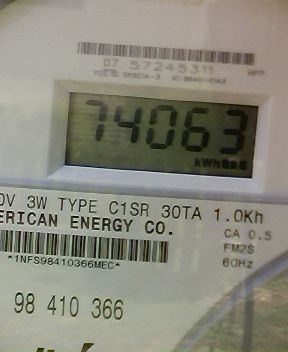 07 57245311
74063
kWh
0V 3W TYPE C1SR 30TA 1.0Kh
ERICAN ENERGY CO.
CA 0.5
FM2S
60Hz
*1NFS98410366MEC*
98 410 366